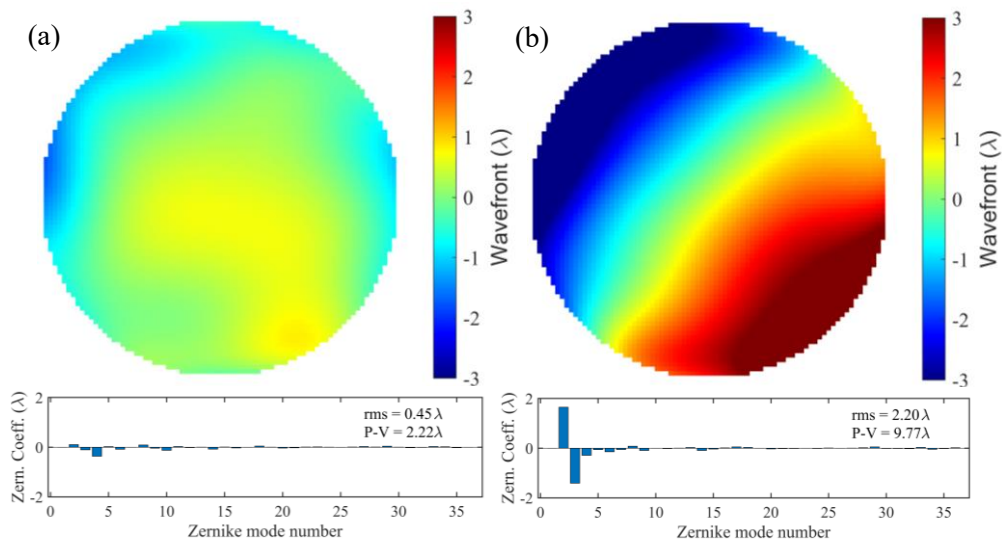 (a)
3
2
1
0
-1
-2
-3
Wavefront (λ)
(b)
3
2
1
0
-1
-2
-3
Wavefront (λ)
2
0
-2
Zern. Coeff. (λ)
rms = 0.45λ
P-V = 2.22λ
0 5 10 15 20 25 30 35
Zernike mode number
2
0
-2
Zern. Coeff. (λ)
rms = 2.20λ
P-V = 9.77λ
0 5 10 15 20 25 30 35
Zernike mode number